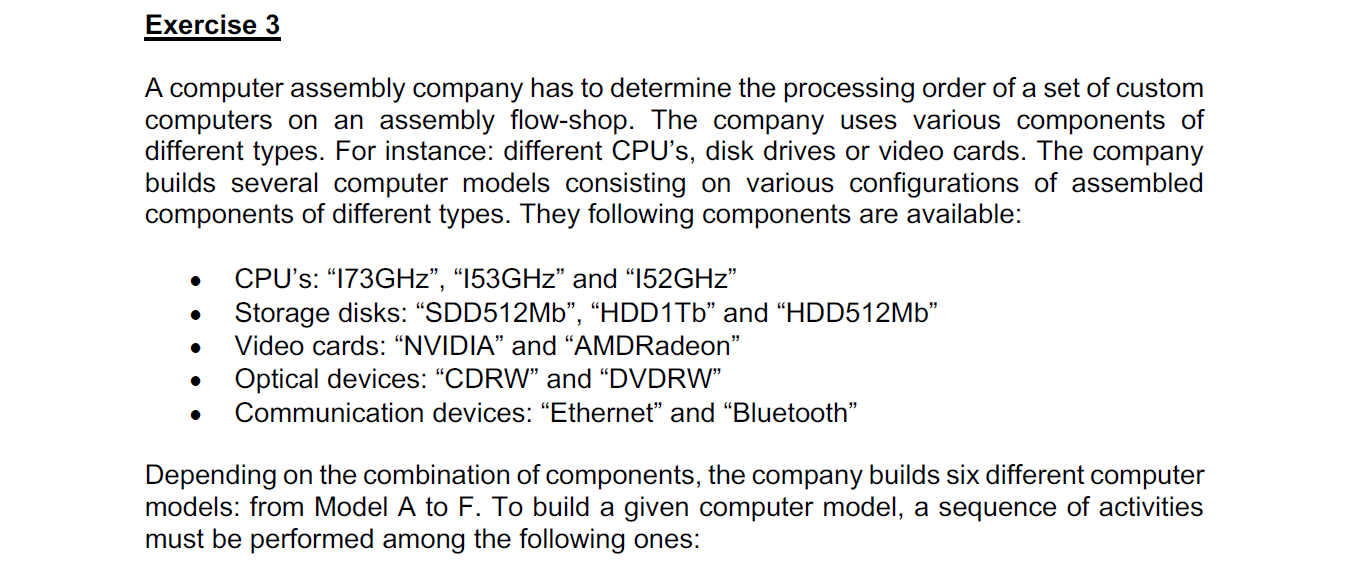 Exercise 3
A computer assembly company has to determine the processing order of a set of custom
computers on an assembly flow-shop. The company uses various components of
different types. For instance: different CPU’s, disk drives or video cards. The company
builds several computer models consisting on various configurations of assembled
components of different types. They following components are available:
• CPU’s: “I73GHz”, “I53GHz” and “I52GHz”
• Storage disks: “SDD512Mb”, “HDD1Tb” and “HDD512Mb”
• Video cards: “NVIDIA” and “AMDRadeon”
• Optical devices: “CDRW” and “DVDRW”
• Communication devices: “Ethernet” and “Bluetooth”
Depending on the combination of components, the company builds six different computer
models: from Model A to F. To build a given computer model, a sequence of activities
must be performed among the following ones: